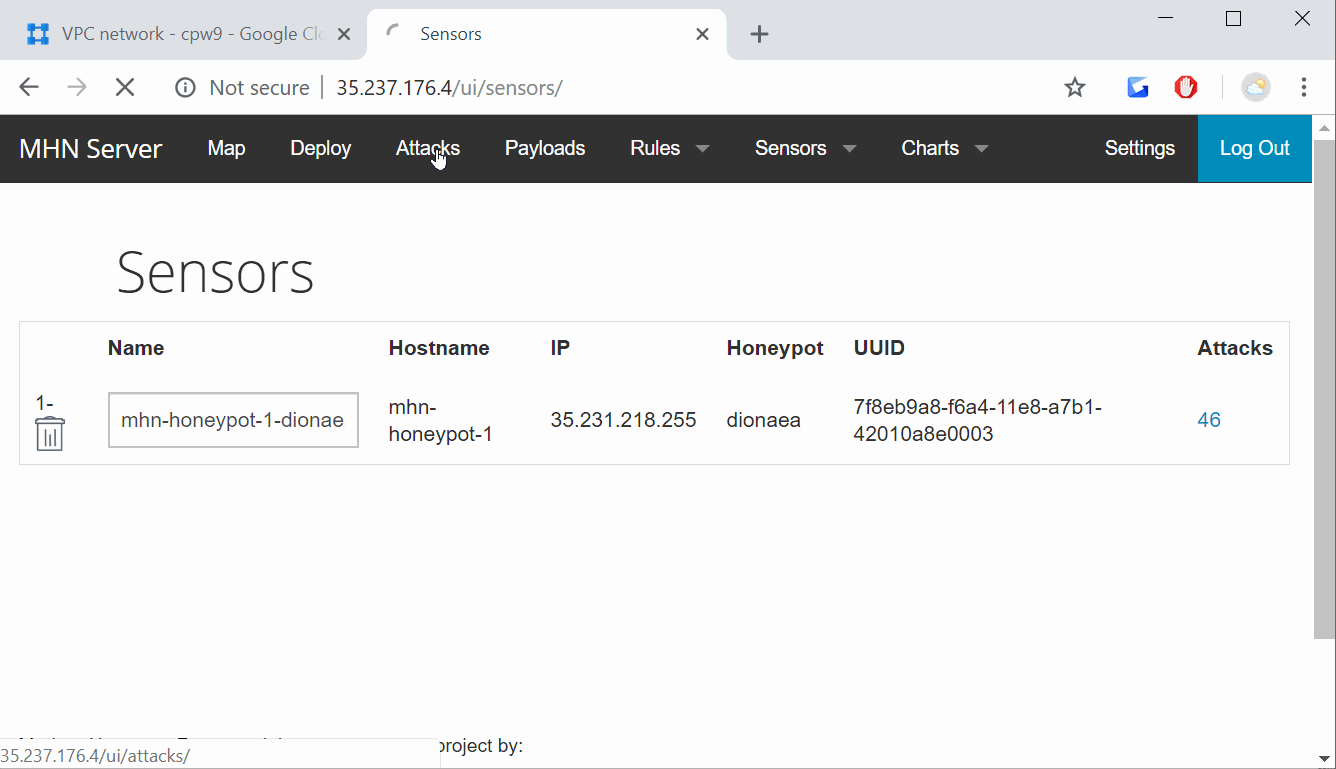 VPC network - cpw9 - Google Clo
Sensors
Not secure
35.237.176.4/ui/sensors/
MHN Server Map Deploy Attacks Payloads Rules Sensors Charts Settings Log Out
Sensors
Name Hostname IP Honeypot UUID Attacks
1-
mhn-honeypot-1-dionae
mhn-
honeypot-1
35.231.218.255
dionaea
7f8eb9a8-f6a4-11e8-a7b1-
42010a8e0003
46
project by:
35.237.176.4/ui/attacks/